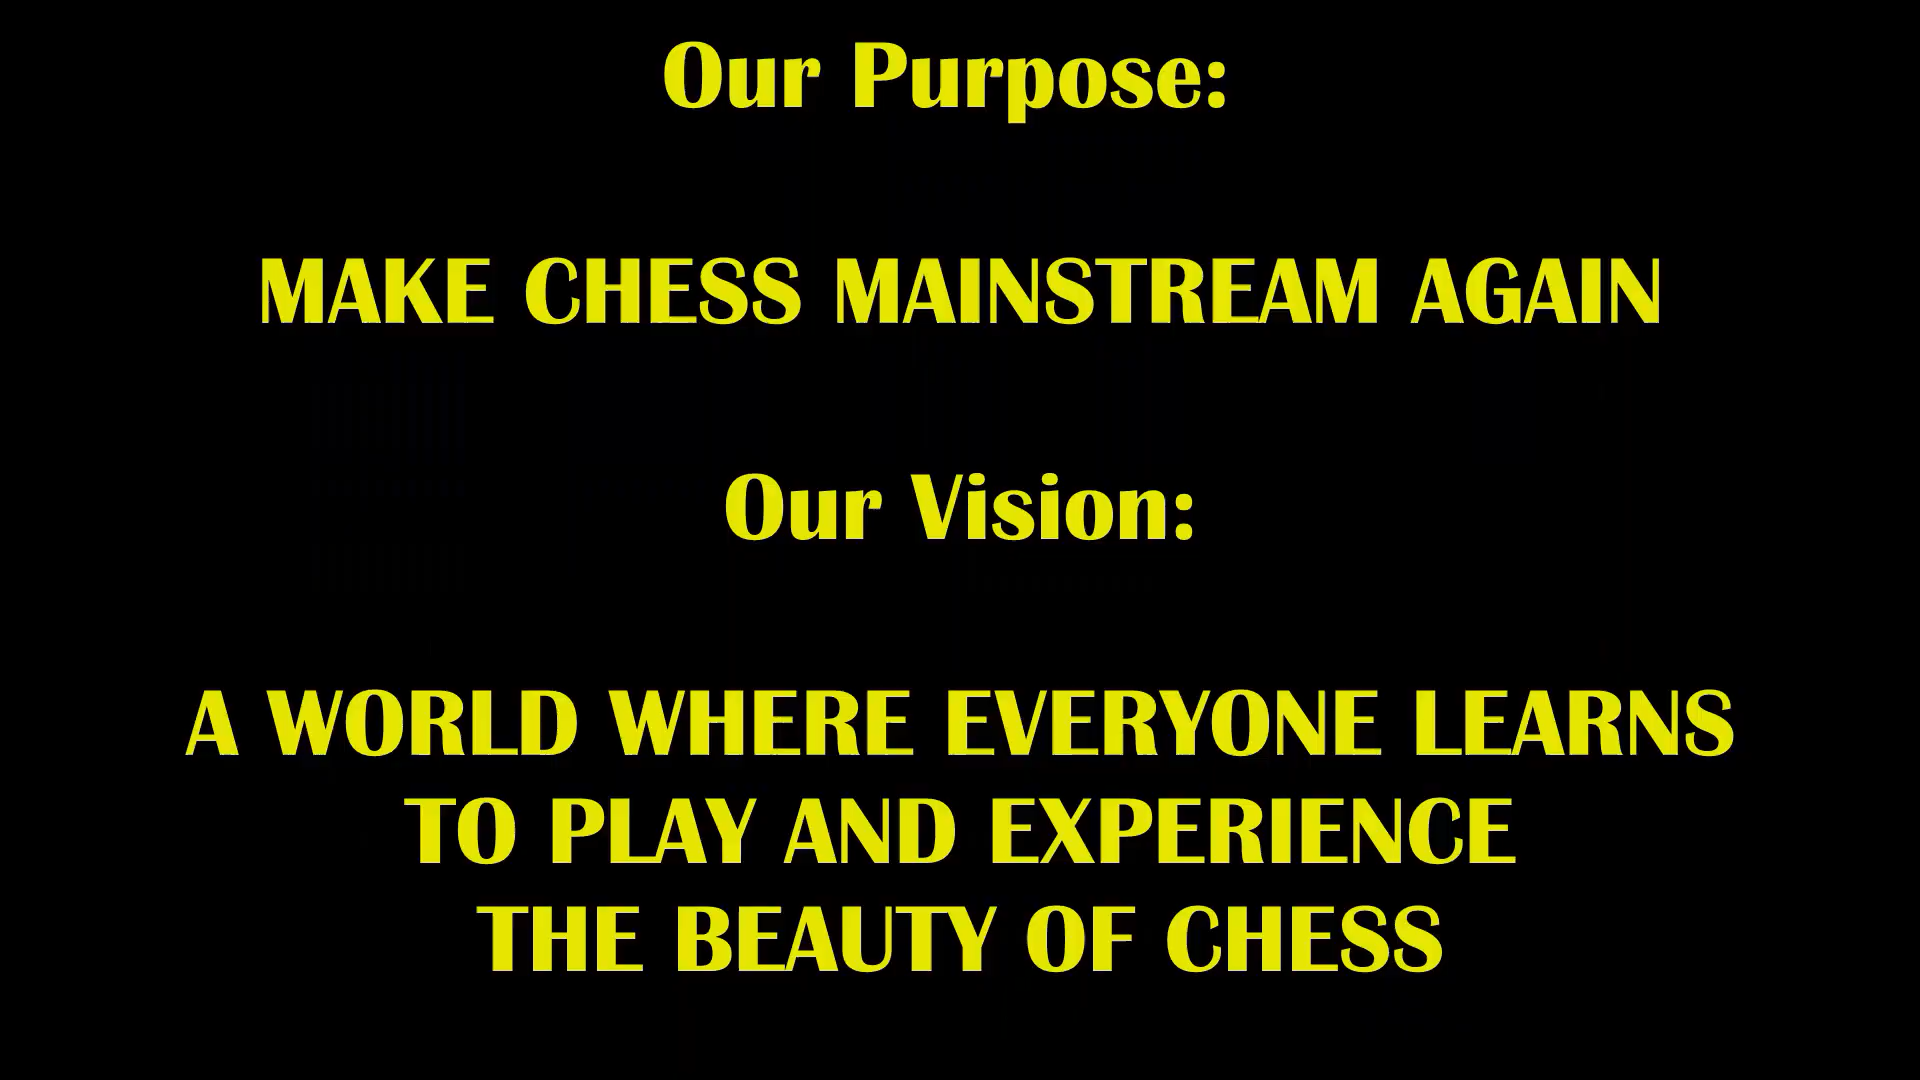 Our Purpose:
MAKE CHESS MAINSTREAM AGAIN
Our Vision:
A WORLD WHERE EVERYONE LEARNS
TO PLAY AND EXPERIENCE
THE BEAUTY OF CHESS